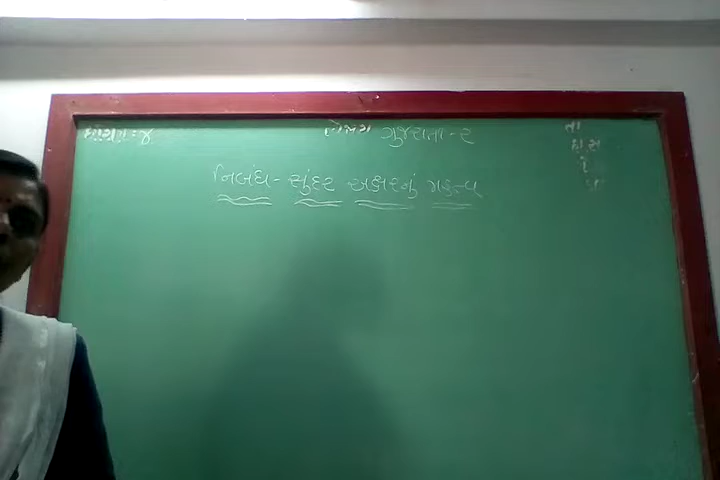 ધોરણ-૪ વિષય ગુજરાતી-૨ તા
નિબંધ - સુંદર અક્ષરનું મહત્વ